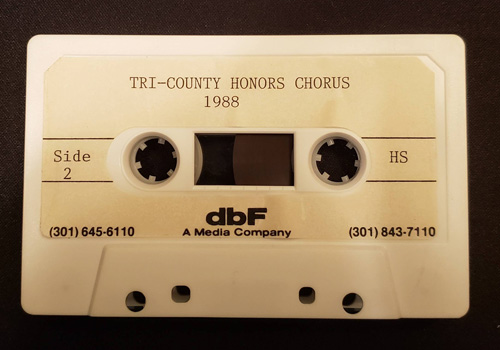 TRI-COUNTY HONORS CHORUS
1988
Side
2
HS
dbF
A Media Company
(301) 645-6110
(301) 843-7110